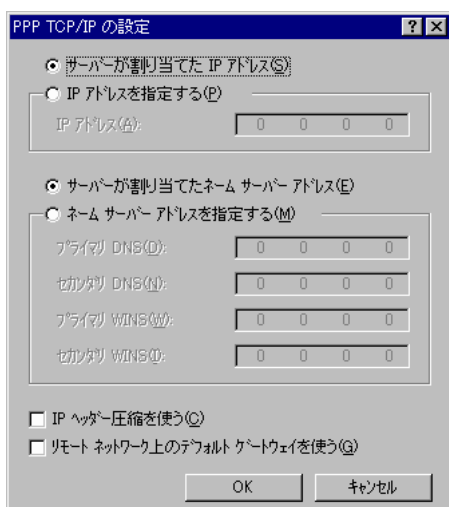 PPP TCP/IP の設定
サーバーが割り当てた IP アドレス(S)
IP アドレスを指定する(P)
IP アドレス(A): 0 0 0 0
サーバーが割り当てたネーム サーバー アドレス(E)
ネーム サーバー アドレスを指定する(M)
プライマリ DNS(D): 0 0 0 0
セカンダリ DNS(N): 0 0 0 0
プライマリ WINS(W): 0 0 0 0
セカンダリ WINS(I): 0 0 0 0
IP ヘッダー圧縮を使う(C)
リモート ネットワーク上のデフォルト ゲートウェイを使う(G)
OK キャンセル